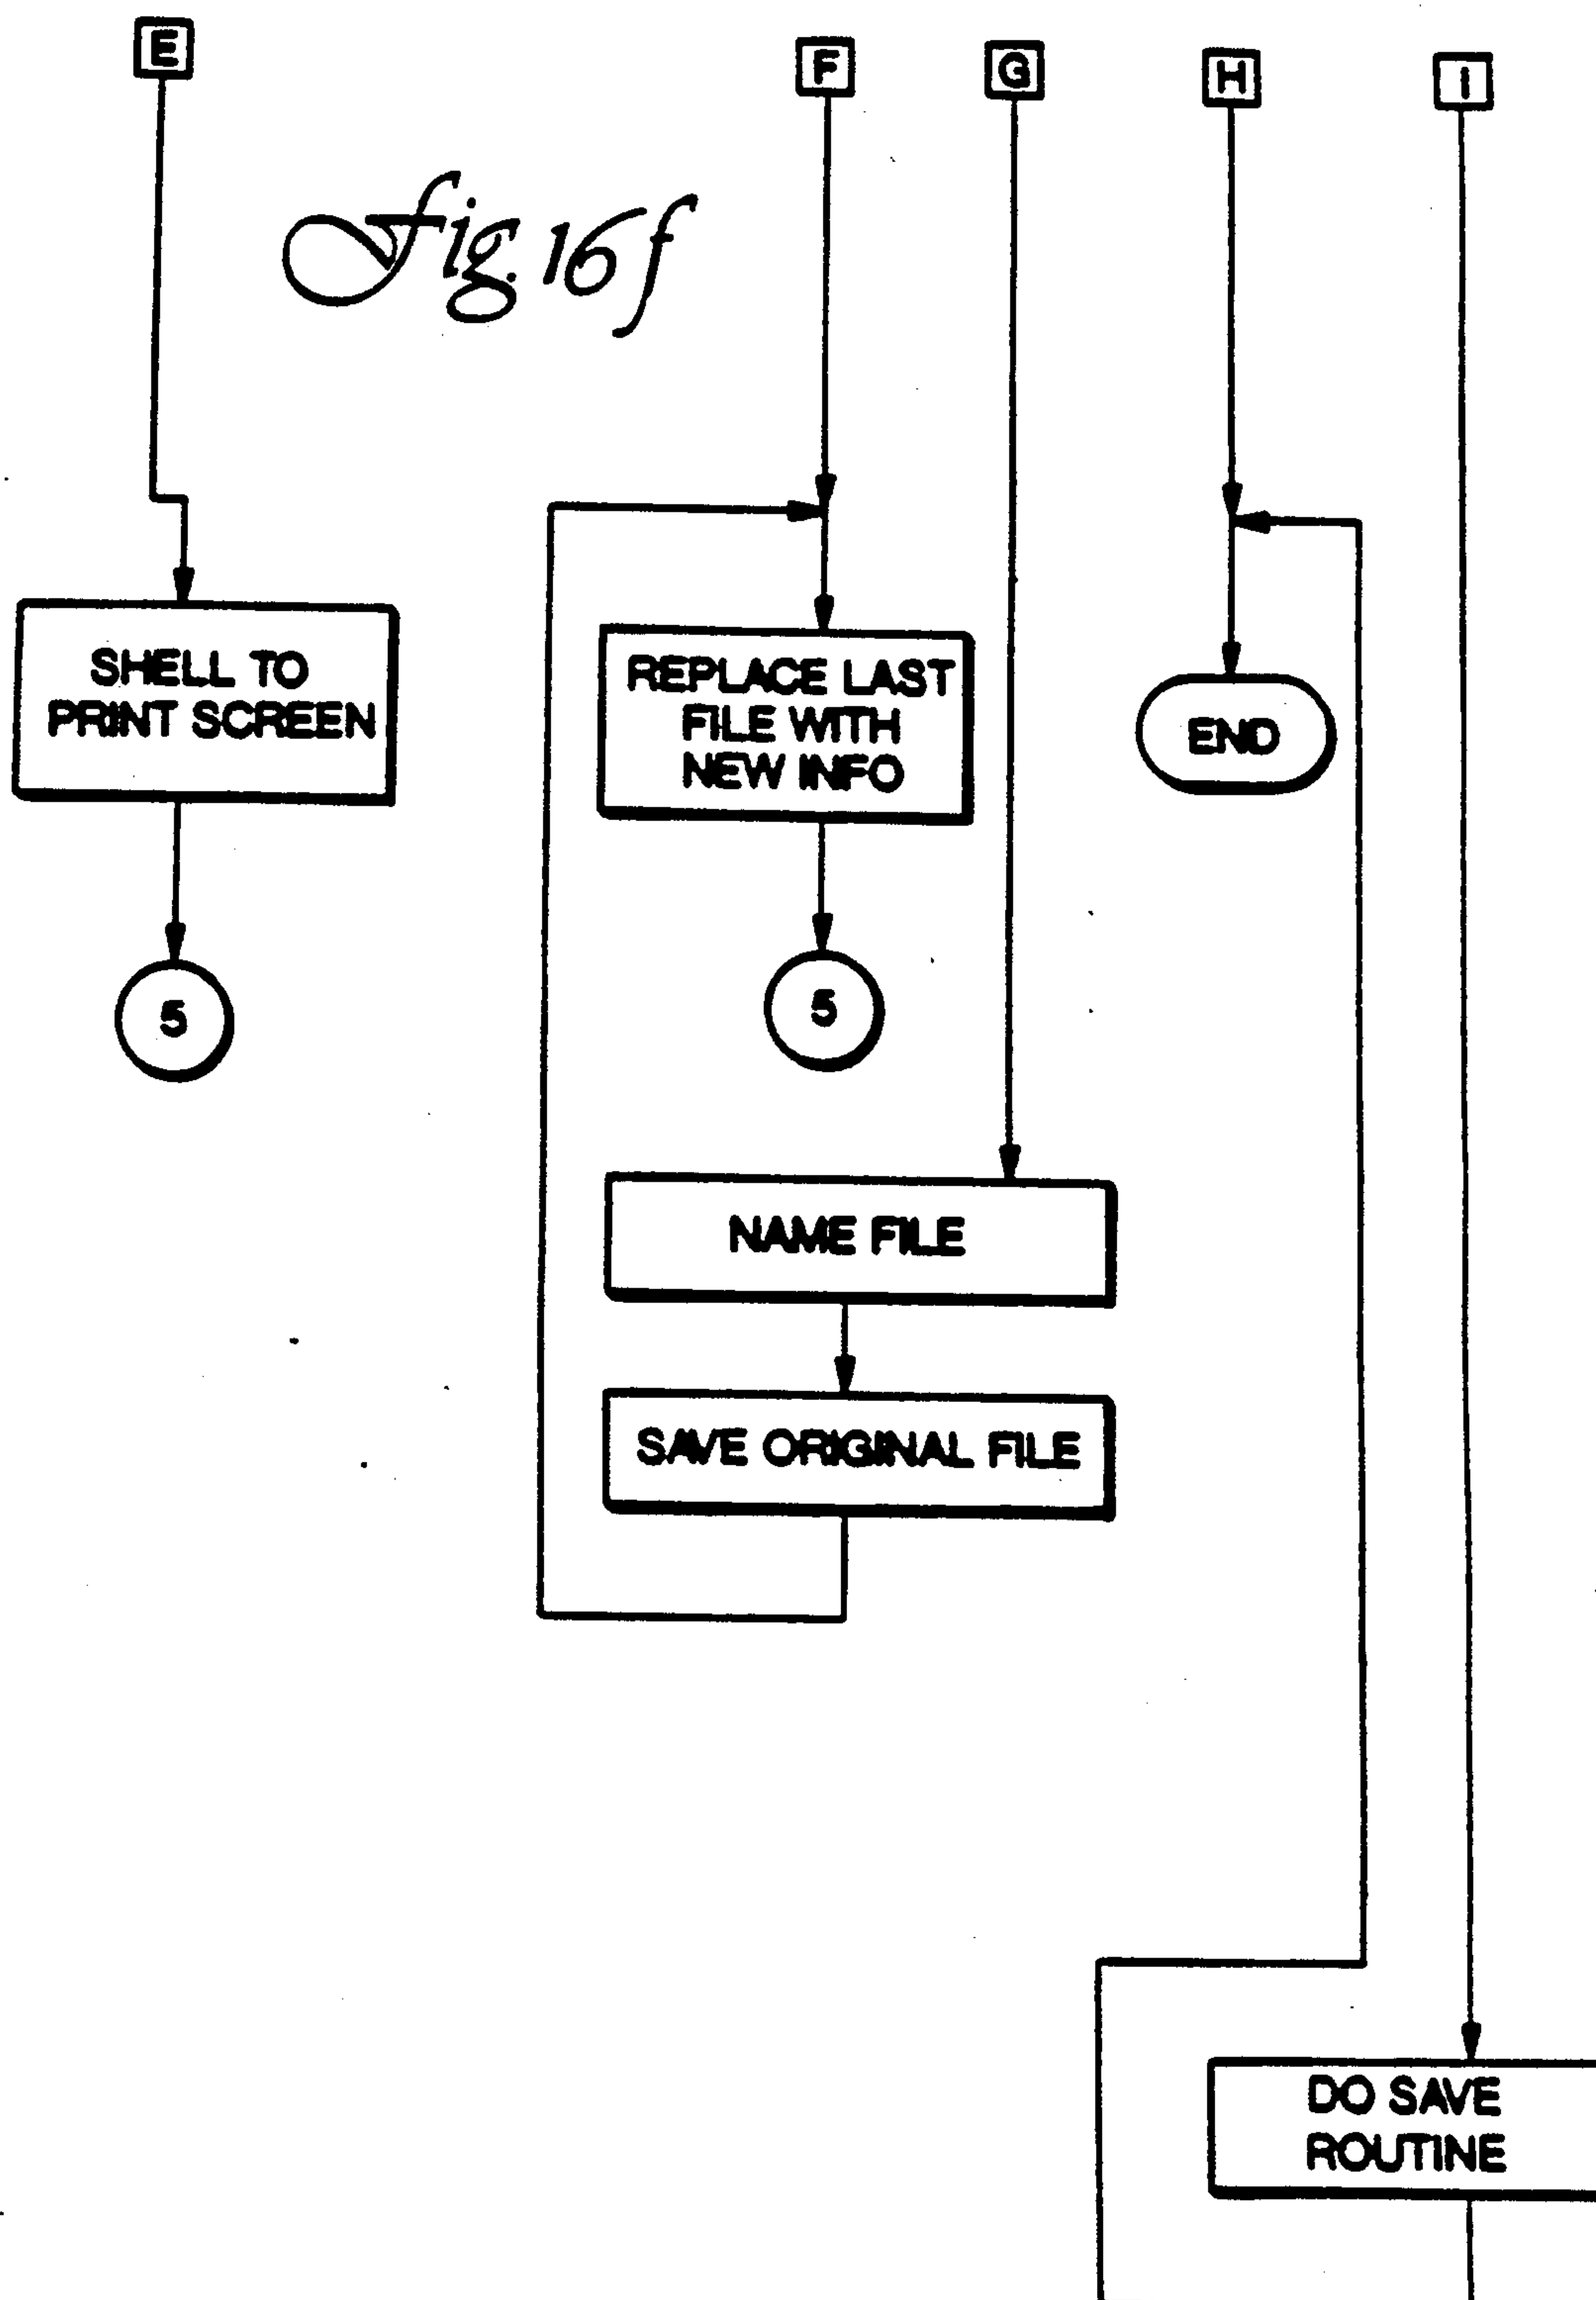 E
F
G
H
I
Fig. 16f
SHELL TO
PRINT SCREEN
REPLACE LAST
FILE WITH
NEW INFO
END
5
5
NAME FILE
SAVE ORIGINAL FILE
DO SAVE
ROUTINE